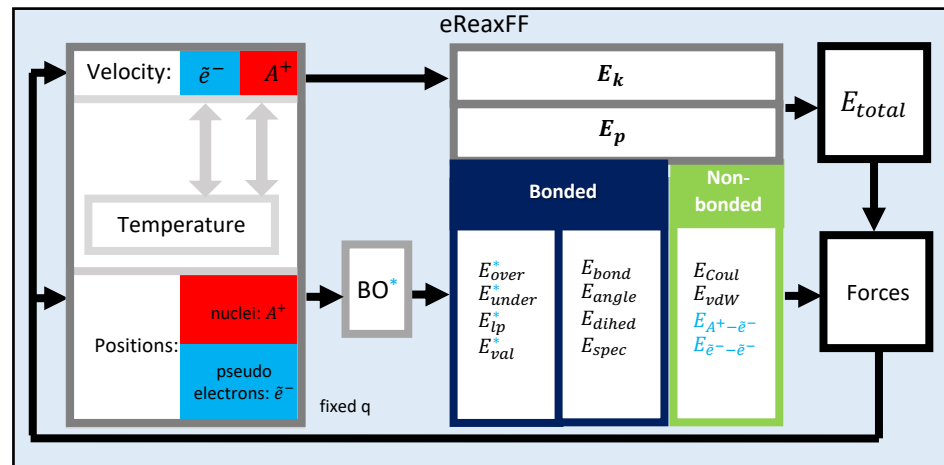 eReaxFF
Velocity: ẽ⁻ A⁺
Temperature
Positions:
nuclei: A⁺
pseudo
electrons: ẽ⁻
fixed q
BO*
E_k
E_p
Bonded
E*_over
E*_under
E*_lp
E*_val
E_bond
E_angle
E_dihed
E_spec
Non-
bonded
E_Coul
E_vdW
E_A⁺−ẽ⁻
E_ẽ⁻−ẽ⁻
E_total
Forces